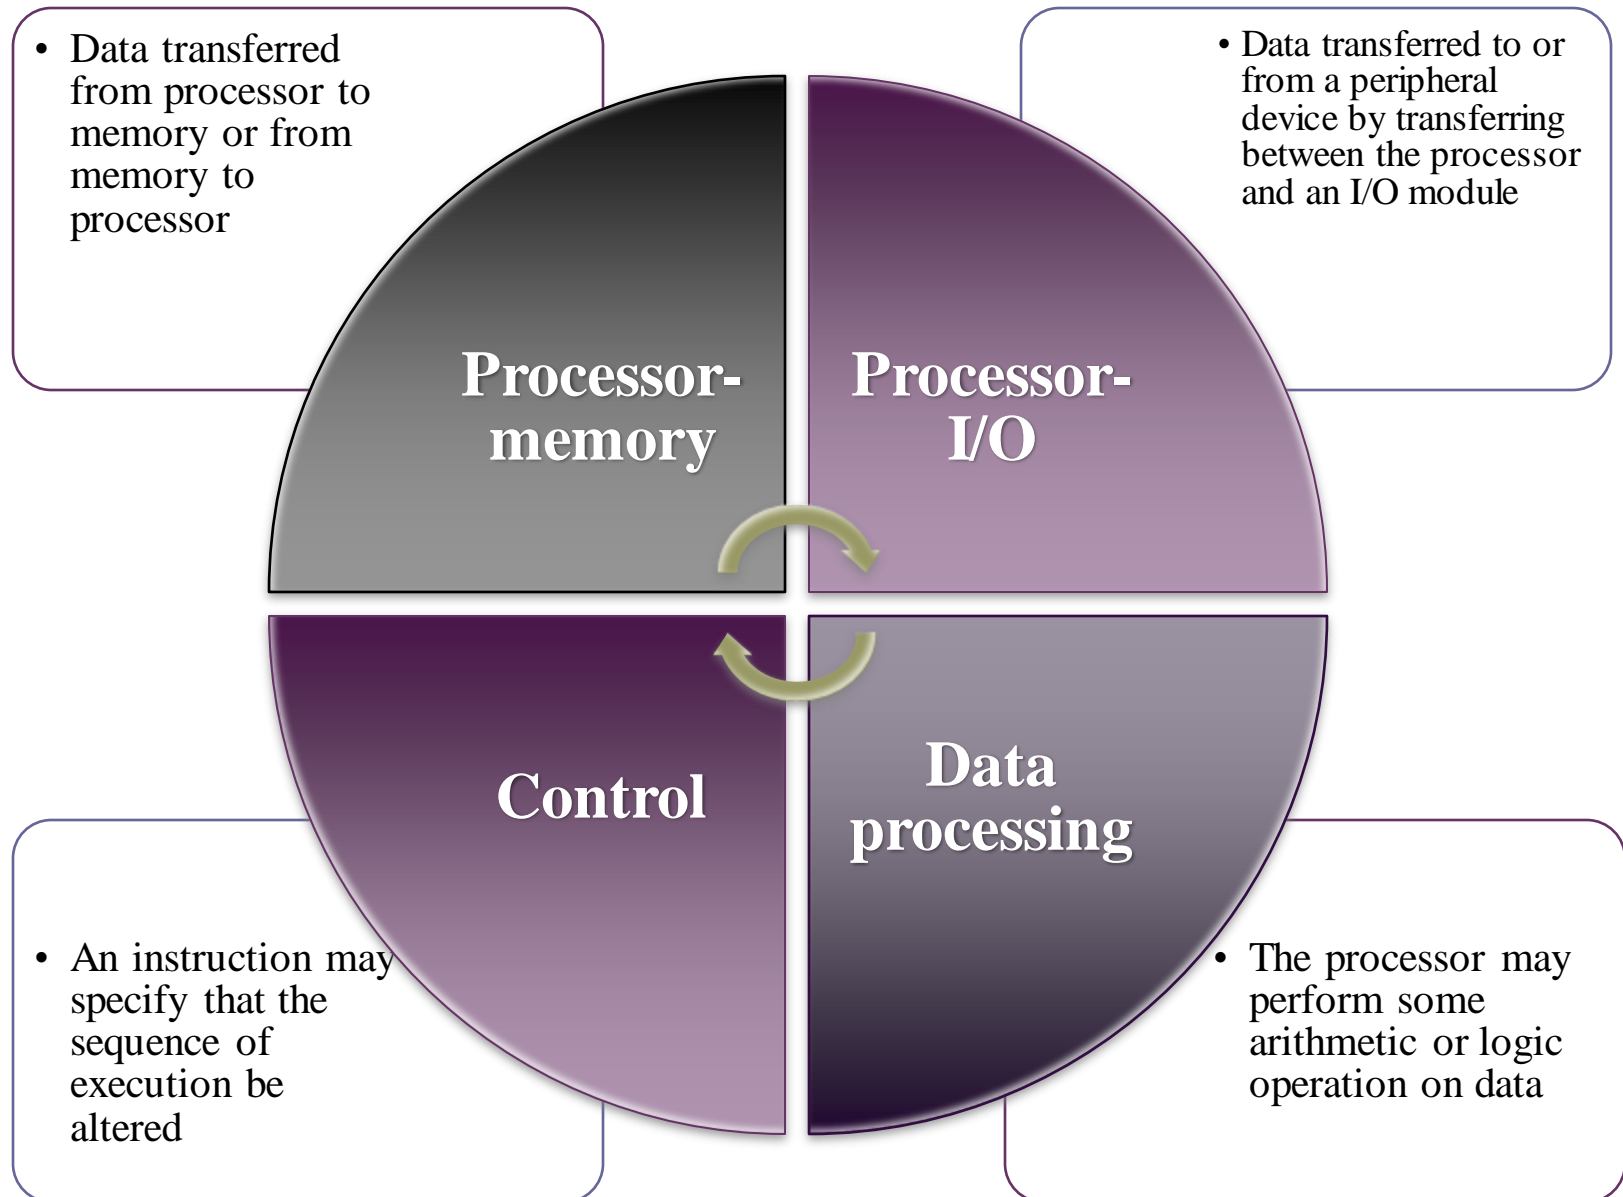 • Data transferred
from processor to
memory or from
memory to
processor
• Data transferred to or
from a peripheral
device by transferring
between the processor
and an I/O module
Processor-
memory
Processor-
I/O
Control
Data
processing
• An instruction may
specify that the
sequence of
execution be
altered
• The processor may
perform some
arithmetic or logic
operation on data